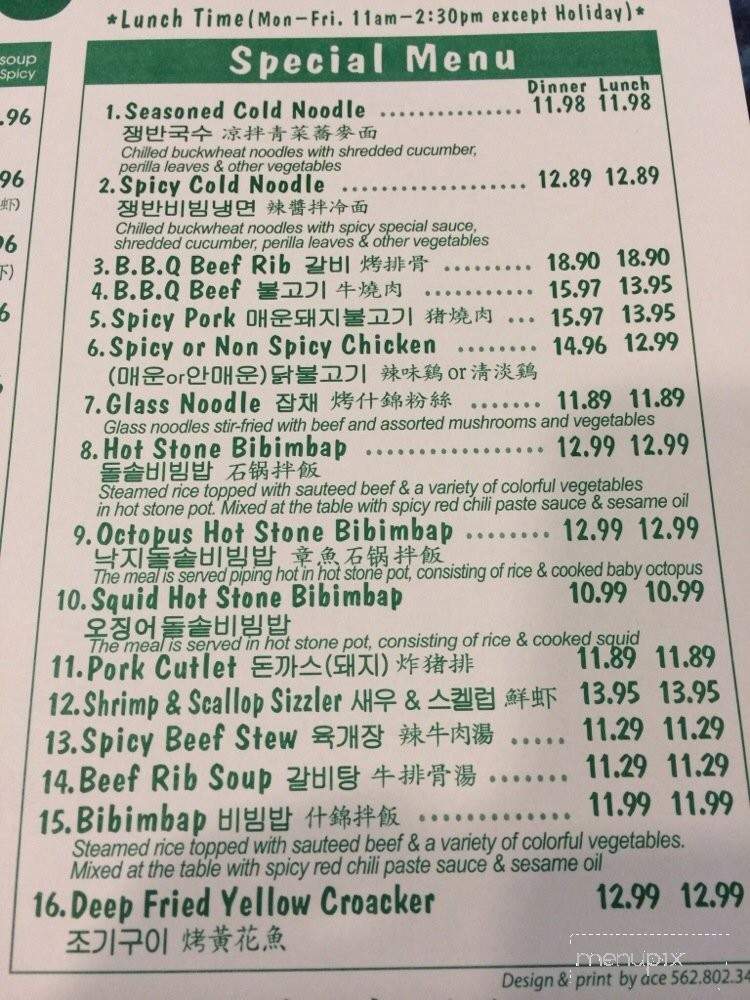 *Lunch Time(Mon-Fri. 11am-2:30pm except Holiday)*
soup
Spicy
.96
96
蝦)
96
Special Menu
Dinner Lunch
1.Seasoned Cold Noodle .................. 11.98 11.98
쟁반국수 凉拌青菜蕎麥面
Chilled buckwheat noodles with shredded cucumber,
perilla leaves & other vegetables
2.Spicy Cold Noodle ...................... 12.89 12.89
쟁반비빔냉면 辣醬拌冷面
Chilled buckwheat noodles with spicy special sauce,
shredded cucumber, perilla leaves & other vegetables
3.B.B.Q Beef Rib 갈비 烤排骨 ......... 18.90 18.90
4.B.B.Q Beef 불고기 牛燒肉 ........... 15.97 13.95
5.Spicy Pork 매운돼지불고기 猪燒肉 ... 15.97 13.95
6.Spicy or Non Spicy Chicken ........ 14.96 12.99
(매운or안매운)닭불고기 辣味鷄 or 清淡鷄
7.Glass Noodle 잡채 烤什錦粉絲 ....... 11.89 11.89
Glass noodles stir-fried with beef and assorted mushrooms and vegetables
8.Hot Stone Bibimbap .................. 12.99 12.99
돌솥비빔밥 石锅拌飯
Steamed rice topped with sauteed beef & a variety of colorful vegetables
in hot stone pot. Mixed at the table with spicy red chili paste sauce & sesame oil
9.Octopus Hot Stone Bibimbap ........ 12.99 12.99
낙지돌솥비빔밥 章魚石锅拌飯
The meal is served piping hot in hot stone pot, consisting of rice & cooked baby octopus
10.Squid Hot Stone Bibimbap 10.99 10.99
오징어돌솥비빔밥
The meal is served in hot stone pot, consisting of rice & cooked squid
11.Pork Cutlet 돈까스(돼지) 炸猪排 11.89 11.89
12.Shrimp & Scallop Sizzler 새우 & 스켈럽 鮮虾 13.95 13.95
13.Spicy Beef Stew 육개장 辣牛肉湯 ..... 11.29 11.29
14.Beef Rib Soup 갈비탕 牛排骨湯 ....... 11.29 11.29
15.Bibimbap 비빔밥 什錦拌飯 ............. 11.99 11.99
Steamed rice topped with sauteed beef & a variety of colorful vegetables.
Mixed at the table with spicy red chili paste sauce & sesame oil
16.Deep Fried Yellow Croacker 12.99 12.99
조기구이 烤黃花魚
menupix
Design & print by ace 562.802.34